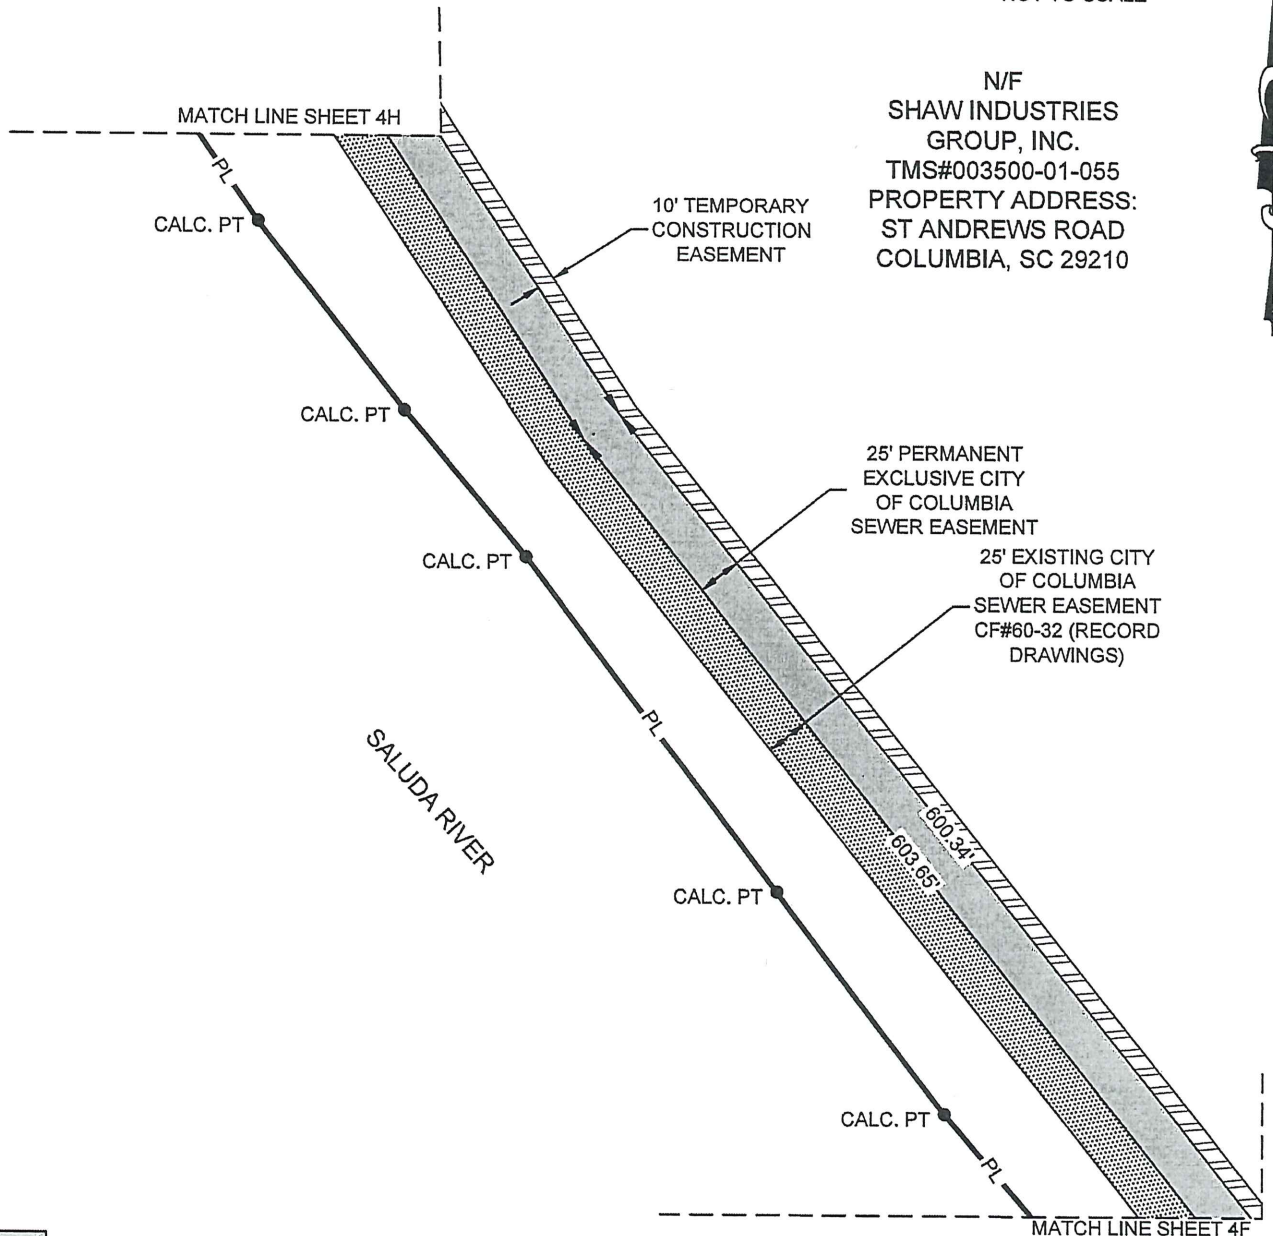 N/F
SHAW INDUSTRIES
GROUP, INC.
TMS#003500-01-055
PROPERTY ADDRESS:
ST ANDREWS ROAD
COLUMBIA, SC 29210
MATCH LINE SHEET 4H
PL
CALC. PT
10' TEMPORARY
CONSTRUCTION
EASEMENT
CALC. PT
25' PERMANENT
EXCLUSIVE CITY
OF COLUMBIA
SEWER EASEMENT
CALC. PT
25' EXISTING CITY
OF COLUMBIA
SEWER EASEMENT
CF#60-32 (RECORD
DRAWINGS)
PL
SALUDA RIVER
600.34'
603.65'
CALC. PT
CALC. PT
PL
MATCH LINE SHEET 4F